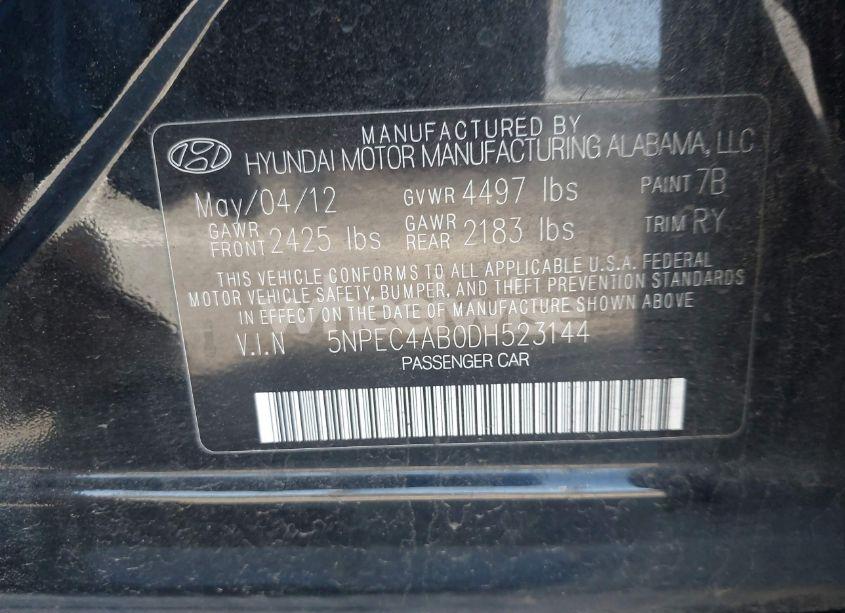 MANUFACTURED BY
HYUNDAI MOTOR MANUFACTURING ALABAMA, LLC
May/04/12 GVWR 4497 lbs PAINT 7B
GAWR FRONT 2425 lbs GAWR REAR 2183 lbs TRIM RY
THIS VEHICLE CONFORMS TO ALL APPLICABLE U.S.A. FEDERAL
MOTOR VEHICLE SAFETY, BUMPER, AND THEFT PREVENTION STANDARDS
IN EFFECT ON THE DATE OF MANUFACTURE SHOWN ABOVE
V.I.N 5NPEC4AB0DH523144
PASSENGER CAR